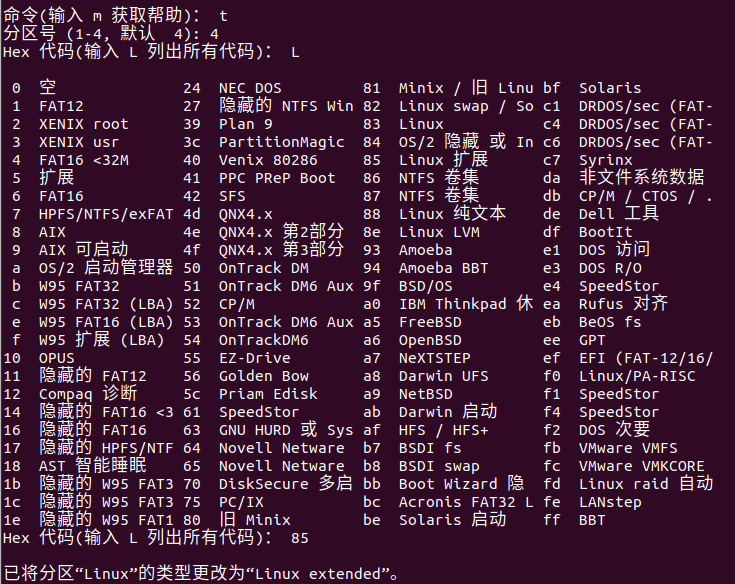 命令(输入 m 获取帮助)： t
分区号 (1-4, 默认  4): 4
Hex 代码(输入 L 列出所有代码)： L
 0  空              24  NEC DOS         81  Minix / 旧 Linu bf  Solaris
 1  FAT12           27  隐藏的 NTFS Win 82  Linux swap / So c1  DRDOS/sec (FAT-
 2  XENIX root      39  Plan 9          83  Linux           c4  DRDOS/sec (FAT-
 3  XENIX usr       3c  PartitionMagic  84  OS/2 隐藏 或 In c6  DRDOS/sec (FAT-
 4  FAT16 <32M      40  Venix 80286     85  Linux 扩展      c7  Syrinx
 5  扩展            41  PPC PReP Boot   86  NTFS 卷集       da  非文件系统数据
 6  FAT16           42  SFS             87  NTFS 卷集       db  CP/M / CTOS / .
 7  HPFS/NTFS/exFAT 4d  QNX4.x          88  Linux 纯文本    de  Dell 工具
 8  AIX             4e  QNX4.x 第2部分  8e  Linux LVM       df  BootIt
 9  AIX 可启动      4f  QNX4.x 第3部分  93  Amoeba          e1  DOS 访问
 a  OS/2 启动管理器 50  OnTrack DM      94  Amoeba BBT      e3  DOS R/O
 b  W95 FAT32       51  OnTrack DM6 Aux 9f  BSD/OS          e4  SpeedStor
 c  W95 FAT32 (LBA) 52  CP/M            a0  IBM Thinkpad 休 ea  Rufus 对齐
 e  W95 FAT16 (LBA) 53  OnTrack DM6 Aux a5  FreeBSD         eb  BeOS fs
 f  W95 扩展 (LBA)  54  OnTrackDM6      a6  OpenBSD         ee  GPT
10  OPUS            55  EZ-Drive        a7  NeXTSTEP        ef  EFI (FAT-12/16/
11  隐藏的 FAT12    56  Golden Bow      a8  Darwin UFS      f0  Linux/PA-RISC
12  Compaq 诊断     5c  Priam Edisk     a9  NetBSD          f1  SpeedStor
14  隐藏的 FAT16 <3 61  SpeedStor       ab  Darwin 启动     f4  SpeedStor
16  隐藏的 FAT16    63  GNU HURD 或 Sys af  HFS / HFS+      f2  DOS 次要
17  隐藏的 HPFS/NTF 64  Novell Netware  b7  BSDI fs         fb  VMware VMFS
18  AST 智能睡眠    65  Novell Netware  b8  BSDI swap       fc  VMware VMKCORE
1b  隐藏的 W95 FAT3 70  DiskSecure 多启 bb  Boot Wizard 隐  fd  Linux raid 自动
1c  隐藏的 W95 FAT3 75  PC/IX           bc  Acronis FAT32 L fe  LANstep
1e  隐藏的 W95 FAT1 80  旧 Minix        be  Solaris 启动    ff  BBT
Hex 代码(输入 L 列出所有代码)： 85
已将分区“Linux”的类型更改为“Linux extended”。